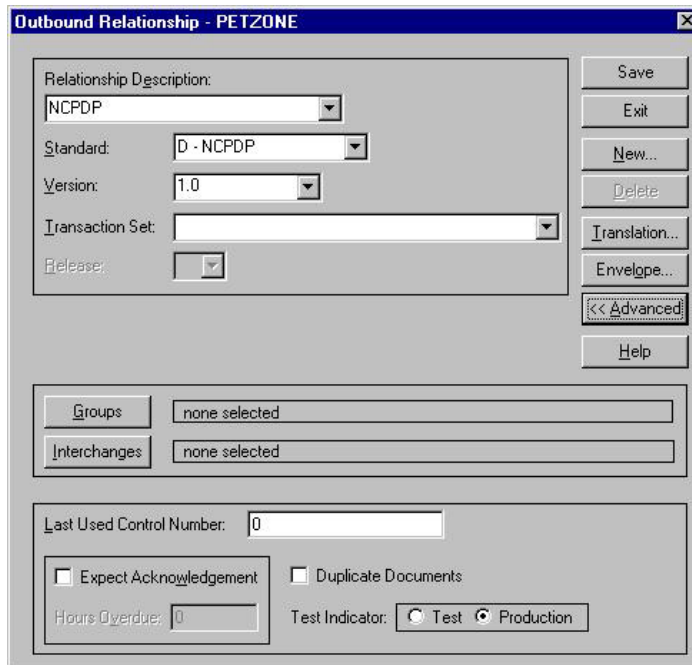 Outbound Relationship - PETZONE
Relationship Description:
NCPDP
Standard: D - NCPDP
Version: 1.0
Transaction Set:
Release:
Save
Exit
New...
Delete
Translation...
Envelope...
<< Advanced
Help
Groups none selected
Interchanges none selected
Last Used Control Number: 0
Expect Acknowledgement
Duplicate Documents
Hours Overdue: 0
Test Indicator: Test Production